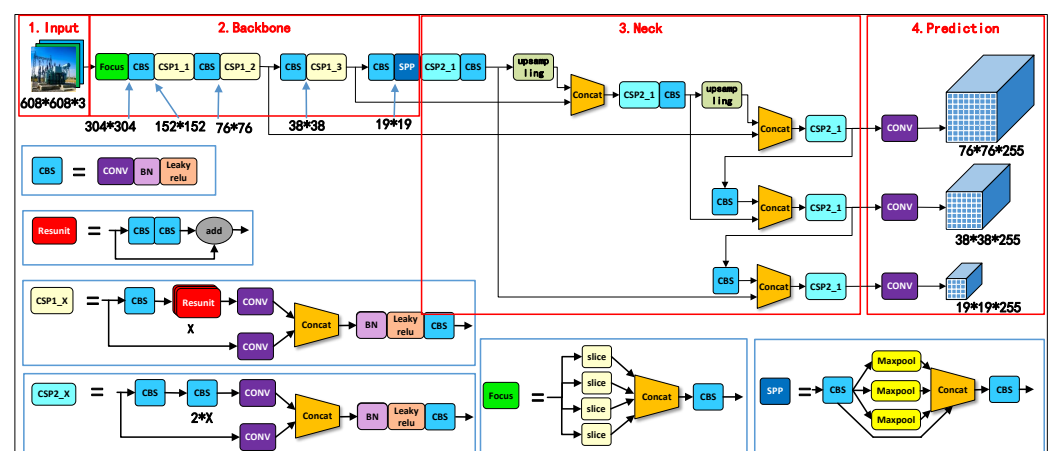 1. Input
2. Backbone
3. Neck
4. Prediction
608*608*3
Focus CBS CSP1_1 CBS CSP1_2 CBS CSP1_3 CBS SPP CSP2_1 CBS
upsamp
ling
Concat
CSP2_1 CBS
upsamp
ling
Concat
CSP2_1
CONV
76*76*255
304*304
152*152
76*76
38*38
19*19
CBS
Concat
CSP2_1
CONV
38*38*255
CBS
Concat
CSP2_1
CONV
19*19*255
CBS = CONV BN Leaky
relu
Resunit = CBS CBS add
CSP1_X = CBS Resunit CONV
X
CONV
Concat
BN Leaky
relu
CBS
CSP2_X = CBS CBS CONV
2*X
CONV
Concat
BN Leaky
relu
CBS
Focus = slice
slice
slice
slice
Concat
CBS
SPP = CBS Maxpool
Maxpool
Maxpool
Concat
CBS